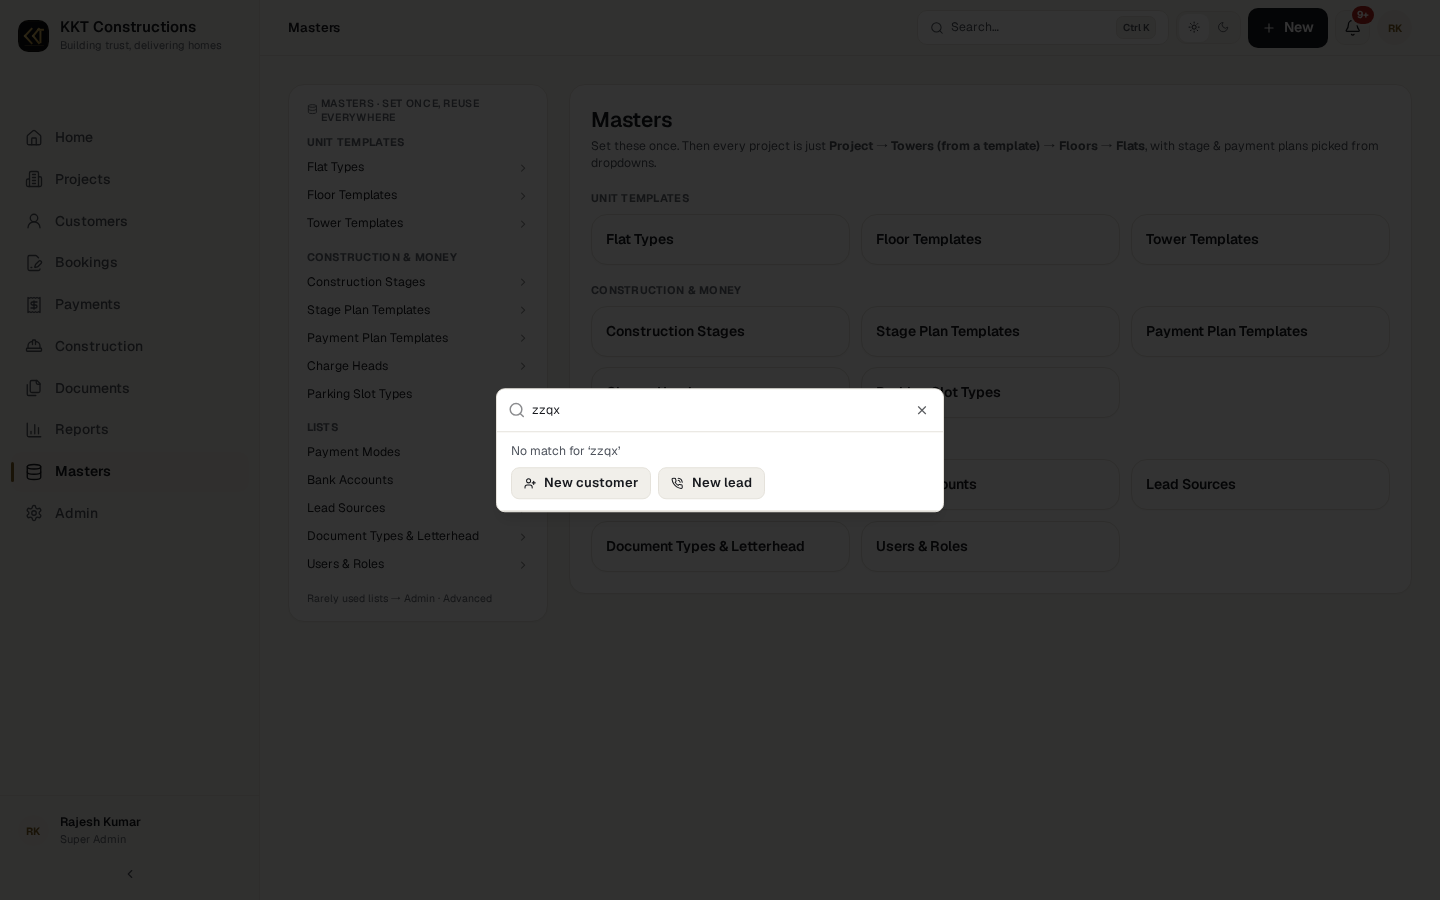 KKT Constructions
Building trust, delivering homes
Masters
Search...
Ctrl K
New
9+
RK
Home
Projects
Customers
Bookings
Payments
Construction
Documents
Reports
Masters
Admin
MASTERS · SET ONCE, REUSE
EVERYWHERE
UNIT TEMPLATES
Flat Types
Floor Templates
Tower Templates
CONSTRUCTION & MONEY
Construction Stages
Stage Plan Templates
Payment Plan Templates
Charge Heads
Parking Slot Types
LISTS
Payment Modes
Bank Accounts
Lead Sources
Document Types & Letterhead
Users & Roles
Rarely used lists → Admin · Advanced
Masters
Set these once. Then every project is just Project → Towers (from a template) → Floors → Flats, with stage & payment plans picked from
dropdowns.
UNIT TEMPLATES
Flat Types
Floor Templates
Tower Templates
CONSTRUCTION & MONEY
Construction Stages
Stage Plan Templates
Payment Plan Templates
Slot Types
zzqx
No match for ‘zzqx’
New customer
New lead
Lead Sources
Document Types & Letterhead
Users & Roles
RK
Rajesh Kumar
Super Admin